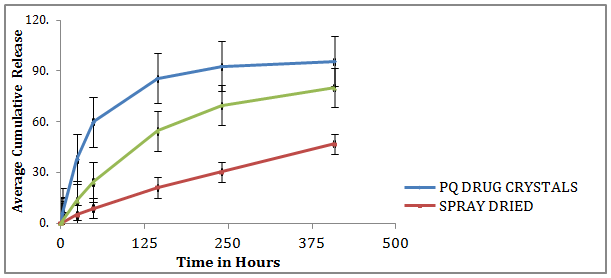 120.
90.
60.
30.
0.
0
125
250
375
500
Average Cumulative Release
Time in Hours
PQ DRUG CRYSTALS
SPRAY DRIED